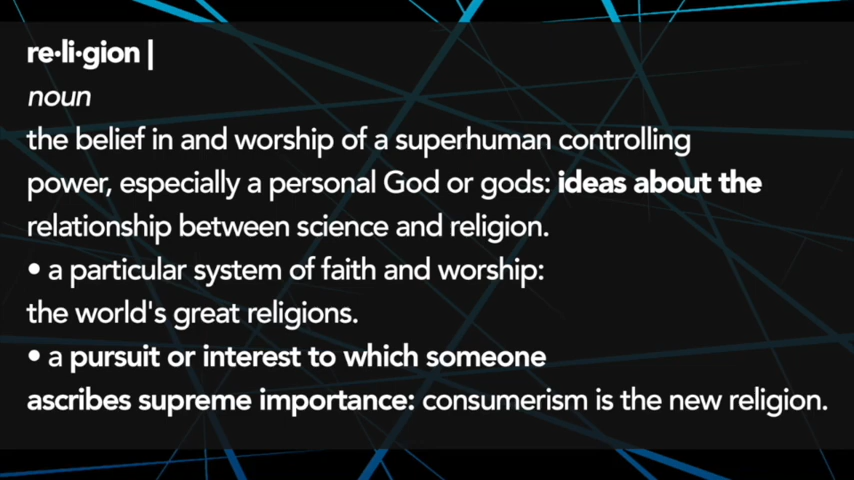 re·li·gion |
noun
the belief in and worship of a superhuman controlling
power, especially a personal God or gods: ideas about the
relationship between science and religion.
• a particular system of faith and worship:
the world's great religions.
• a pursuit or interest to which someone
ascribes supreme importance: consumerism is the new religion.